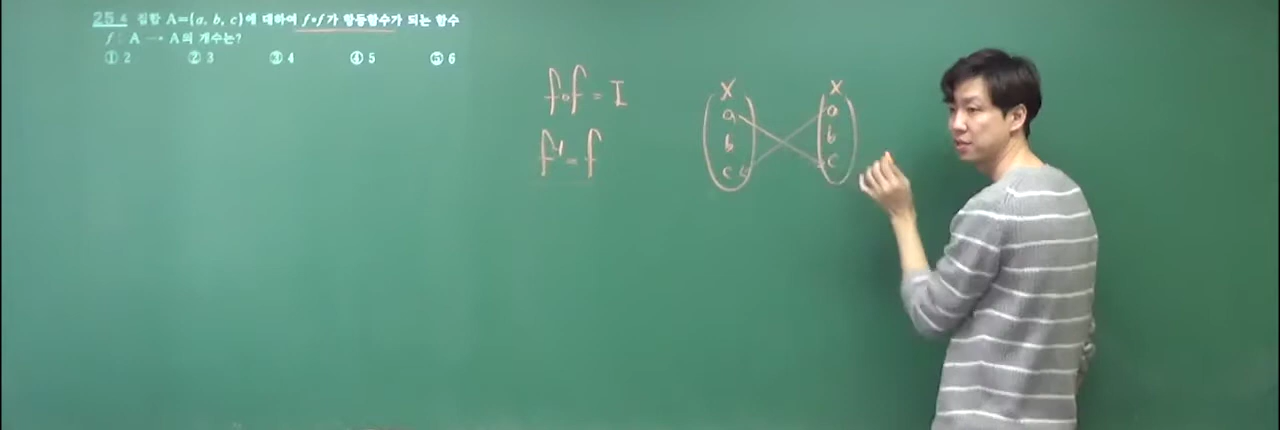 25.4 집합 A={a, b, c}에 대하여 f∘f가 항등함수가 되는 함수
f : A → A의 개수는?
① 2 ② 3 ③ 4 ④ 5 ⑤ 6
f∘f = I
f⁻¹ = f
X X
a a
b b
c c